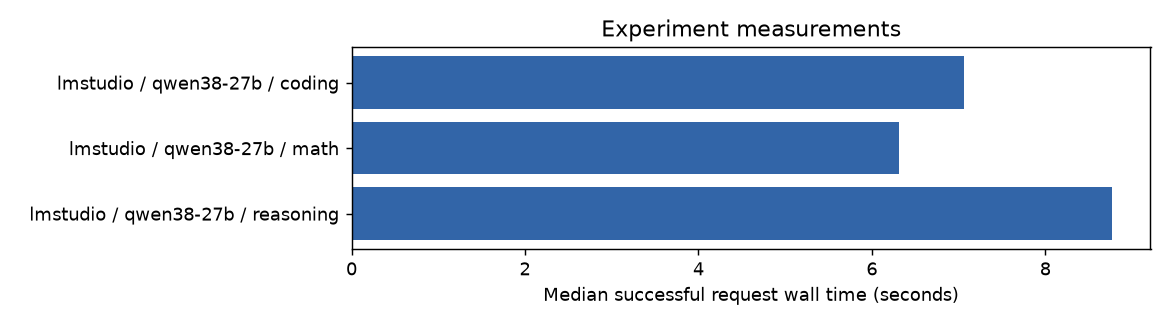 Experiment measurements
lmstudio / qwen38-27b / coding
lmstudio / qwen38-27b / math
lmstudio / qwen38-27b / reasoning
0 2 4 6 8
Median successful request wall time (seconds)